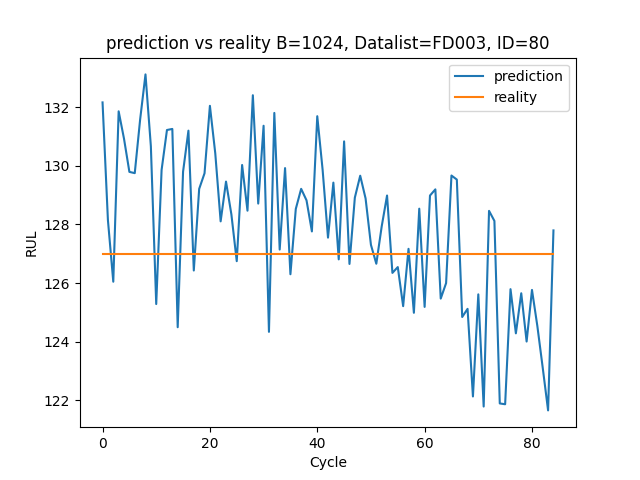 prediction vs reality B=1024, Datalist=FD003, ID=80
prediction
reality
RUL
132
130
128
126
124
122
0 20 40 60 80
Cycle